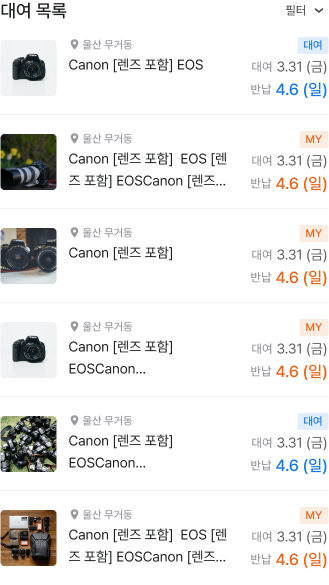 대여 목록
필터
울산 무거동
대여
Canon [렌즈 포함] EOS
대여 3.31 (금)
반납 4.6 (일)
울산 무거동
MY
Canon [렌즈 포함]  EOS [렌
즈 포함] EOSCanon [렌즈...
대여 3.31 (금)
반납 4.6 (일)
울산 무거동
MY
Canon [렌즈 포함]
대여 3.31 (금)
반납 4.6 (일)
울산 무거동
MY
Canon [렌즈 포함]
EOSCanon...
대여 3.31 (금)
반납 4.6 (일)
울산 무거동
대여
Canon [렌즈 포함]
EOSCanon...
대여 3.31 (금)
반납 4.6 (일)
울산 무거동
MY
Canon [렌즈 포함]  EOS [렌
즈 포함] EOSCanon [렌즈...
대여 3.31 (금)
반납 4.6 (일)